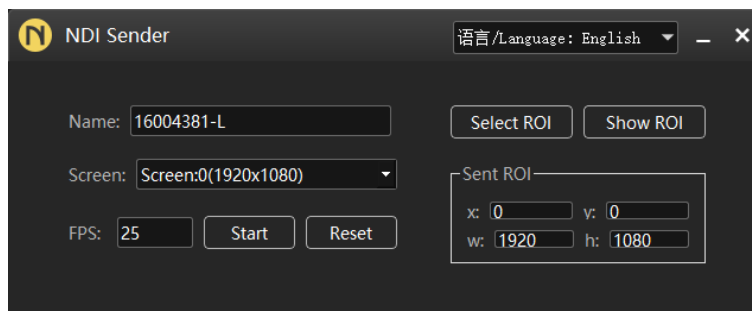 NDI Sender
语言/Language: English
Name: 16004381-L
Select ROI
Show ROI
Screen: Screen:0(1920x1080)
Sent ROI
x: 0
y: 0
FPS: 25
Start
Reset
w: 1920
h: 1080